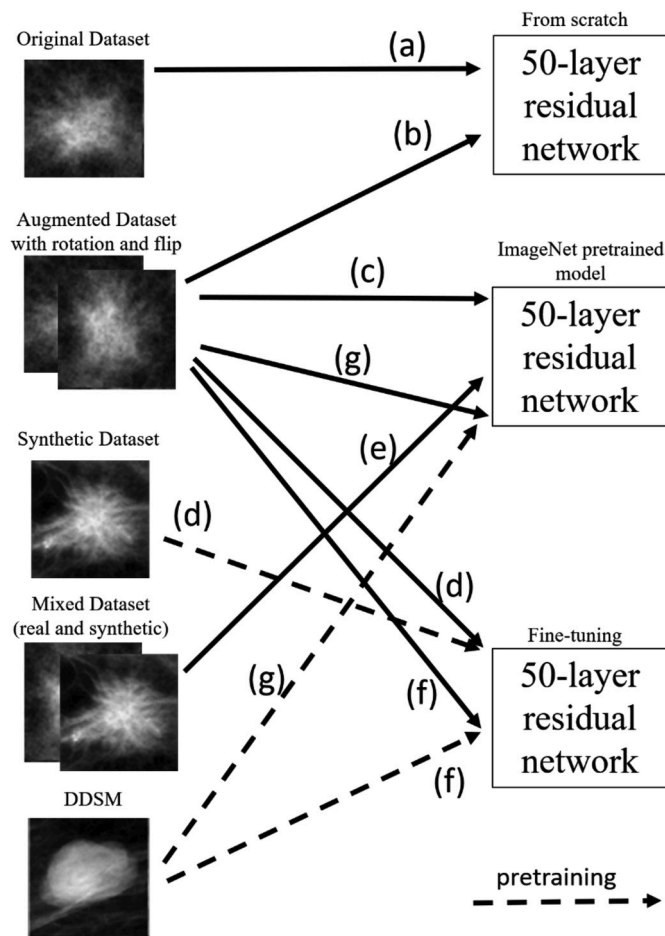 Original Dataset
(a)
From scratch
50-layer
residual
network
(b)
Augmented Dataset
with rotation and flip
(c)
ImageNet pretrained
model
50-layer
residual
network
(g)
Synthetic Dataset
(e)
(d)
(d)
Mixed Dataset
(real and synthetic)
Fine-tuning
50-layer
residual
network
(g)
(f)
(f)
DDSM
pretraining